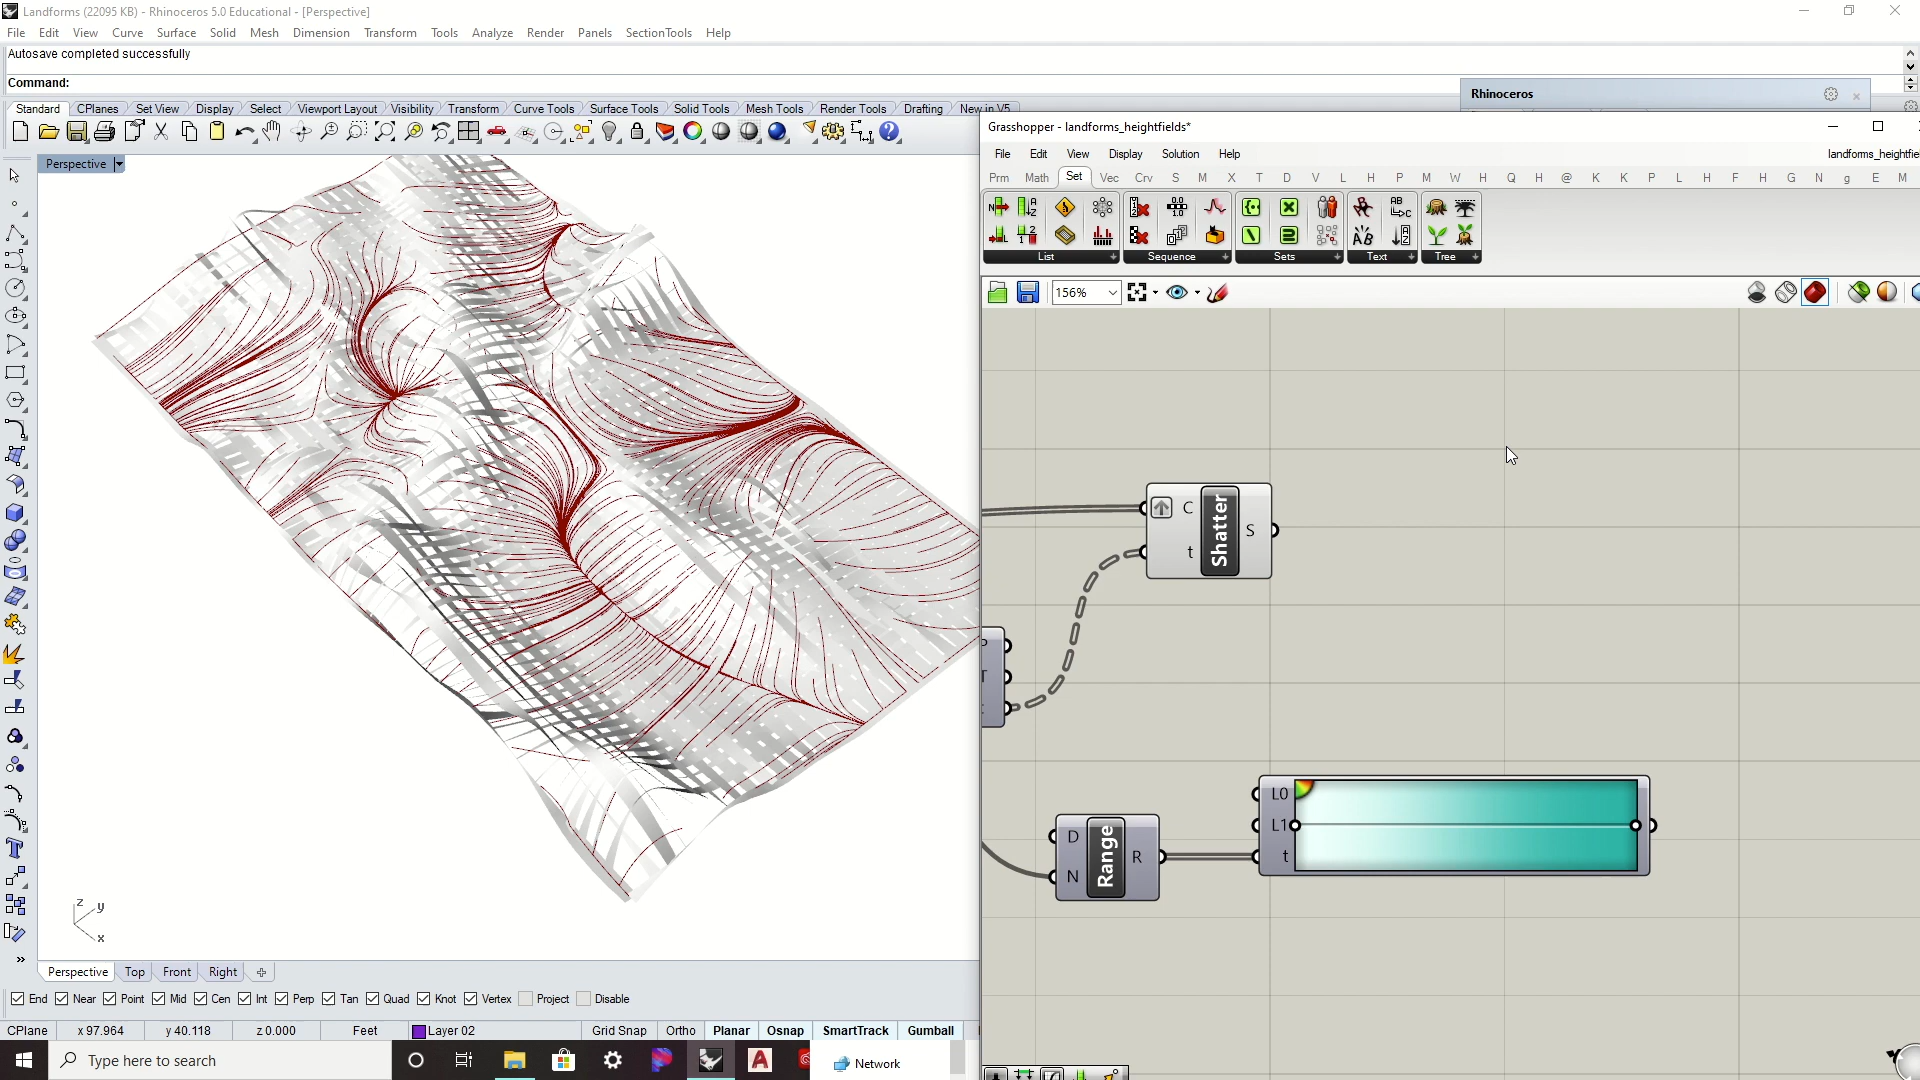 Landforms (22095 KB) - Rhinoceros 5.0 Educational - [Perspective]
File Edit View Curve Surface Solid Mesh Dimension Transform Tools Analyze Render Panels SectionTools Help
Autosave completed successfully
Command:
Rhinoceros
Standard CPlanes Set View Display Select Viewport Layout Visibility Transform Curve Tools Surface Tools Solid Tools Mesh Tools Render Tools Drafting New in V5
Perspective
Grasshopper - landforms_heightfields*
File Edit View Display Solution Help
Prm Math Set Vec Crv S M X T D V L H P M W H Q H @ K K P L H F H G N g E M
List Sequence Sets Text Tree
156%
C
t
Shatter
S
T
D
N
Range
R
L0
L1
t
z
y
x
Perspective Top Front Right
End Near Point Mid Cen Int Perp Tan Quad Knot Vertex Project Disable
CPlane x 97.964 y 40.118 z 0.000 Feet Layer 02 Grid Snap Ortho Planar Osnap SmartTrack Gumball
Type here to search
Network